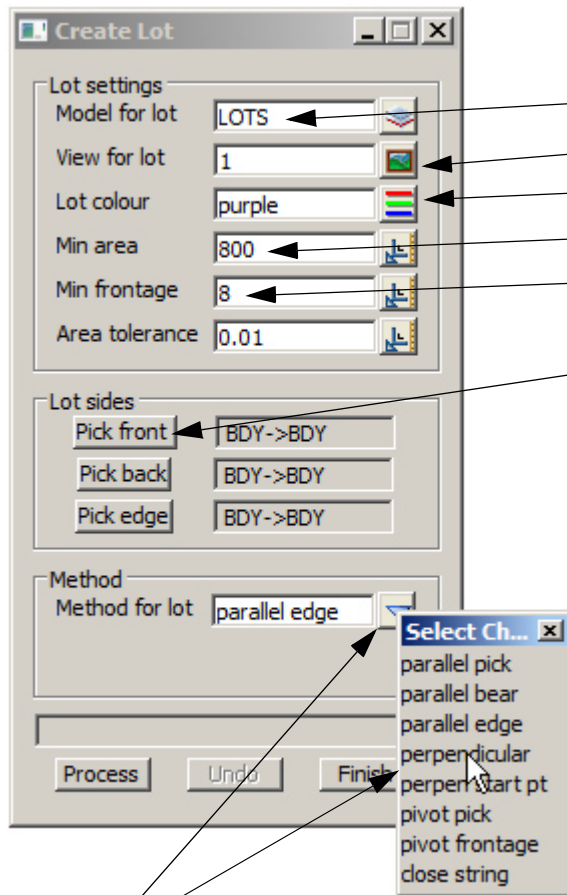 Create Lot
Lot settings
Model for lot LOTS
View for lot 1
Lot colour purple
Min area 800
Min frontage 8
Area tolerance 0.01
Lot sides
Pick front BDY->BDY
Pick back BDY->BDY
Pick edge BDY->BDY
Method
Method for lot parallel edge
Select Ch...
parallel pick
parallel bear
parallel edge
perpendicular
perpen start pt
pivot pick
pivot frontage
close string
Process Undo Finish